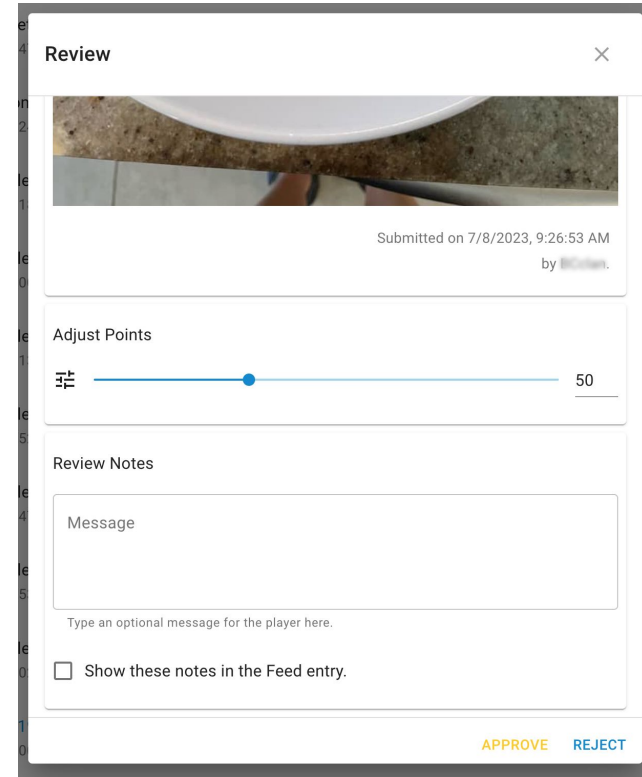 Review
Submitted on 7/8/2023, 9:26:53 AM
by
Adjust Points
50
Review Notes
Message
Type an optional message for the player here.
Show these notes in the Feed entry.
APPROVE REJECT